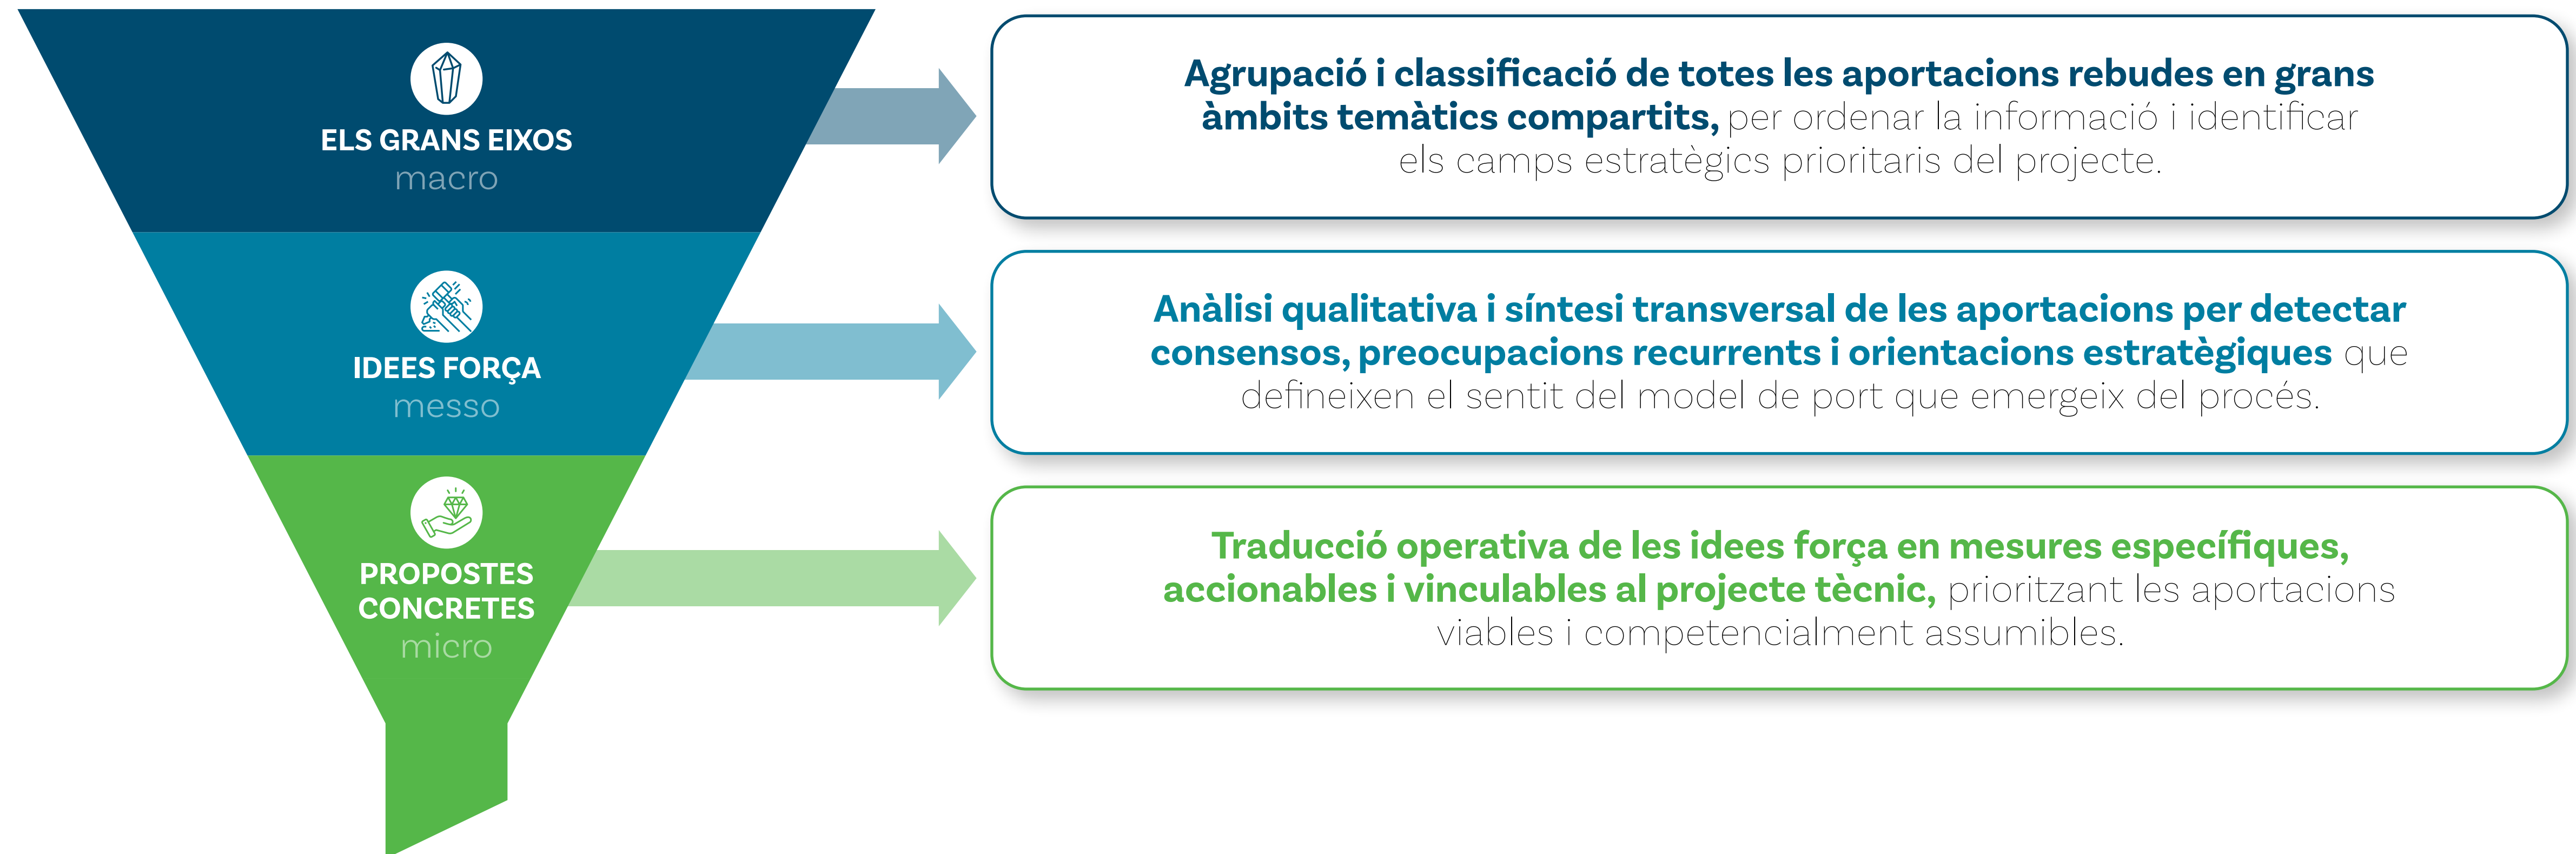 ELS GRANS EIXOS
macro
Agrupació i classificació de totes les aportacions rebudes en grans
àmbits temàtics compartits, per ordenar la informació i identificar
els camps estratègics prioritaris del projecte.
IDEES FORÇA
messo
Anàlisi qualitativa i síntesi transversal de les aportacions per detectar
consensos, preocupacions recurrents i orientacions estratègiques que
defineixen el sentit del model de port que emergeix del procés.
PROPOSTES
CONCRETES
micro
Traducció operativa de les idees força en mesures específiques,
accionables i vinculables al projecte tècnic, prioritzant les aportacions
viables i competencialment assumibles.